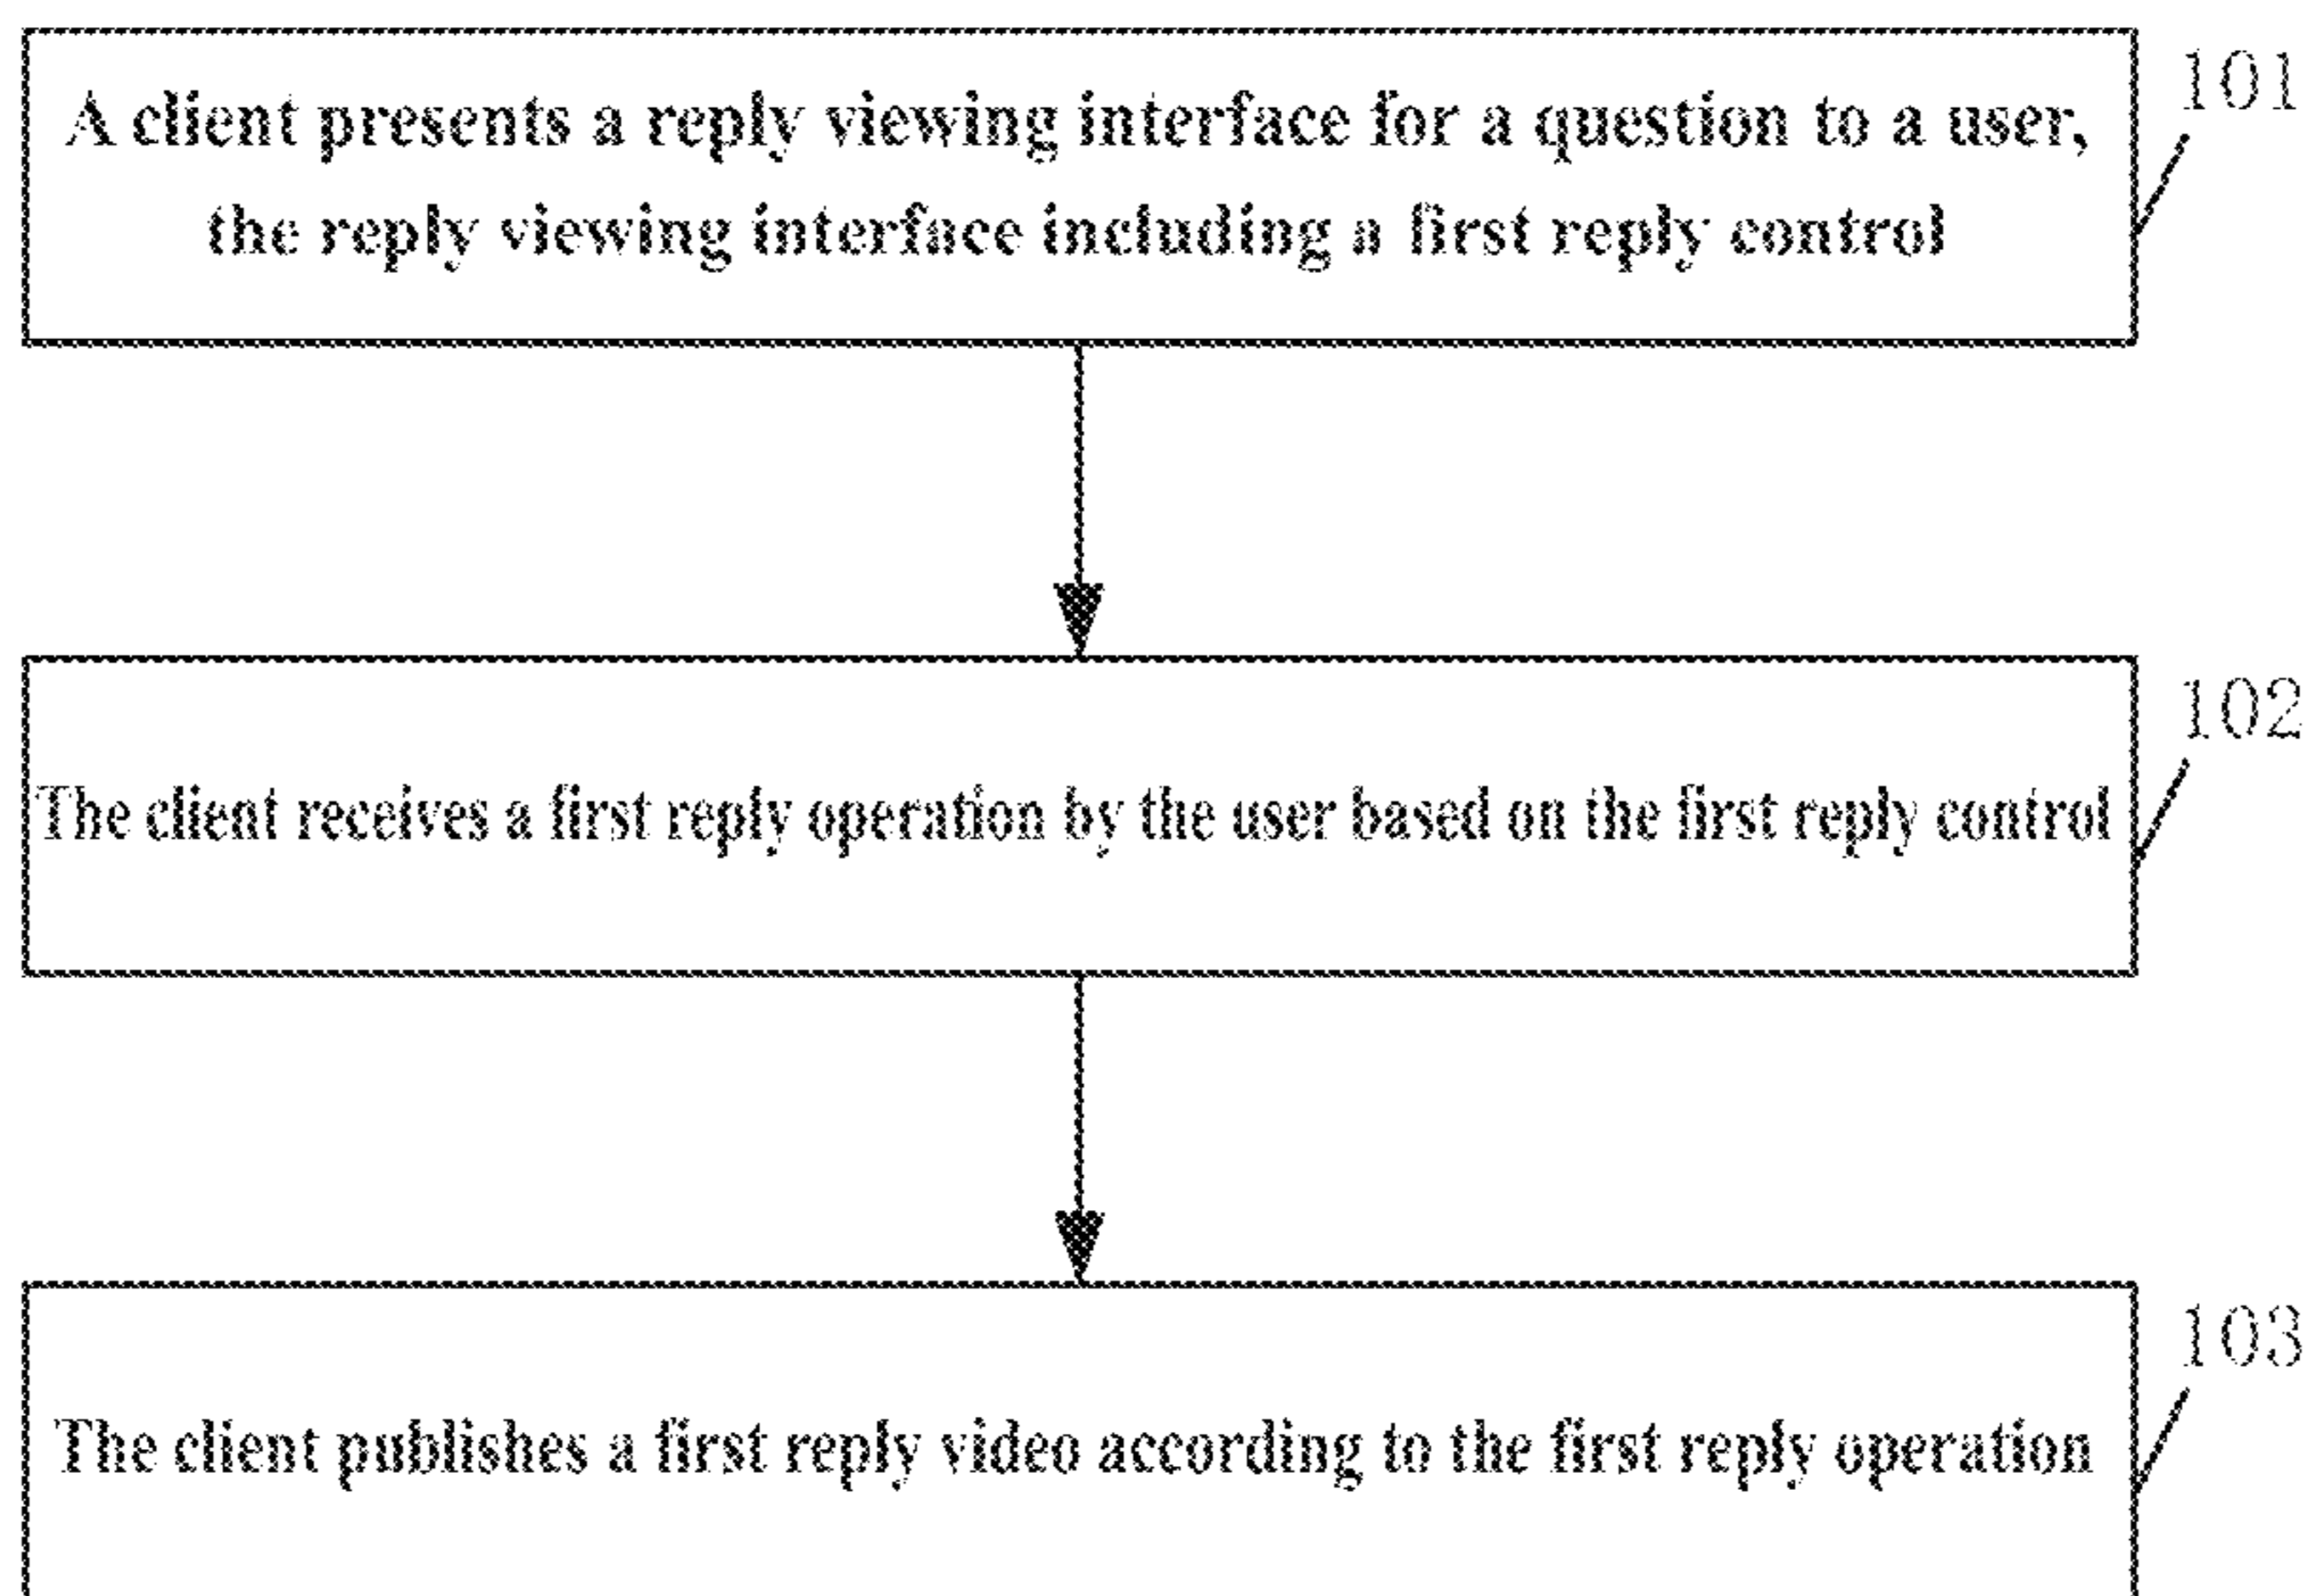 A client presents a reply viewing interface for a question to a user,
the reply viewing interface including a first reply control
101
The client receives a first reply operation by the user based on the first reply control
102
The client publishes a first reply video according to the first reply operation
103